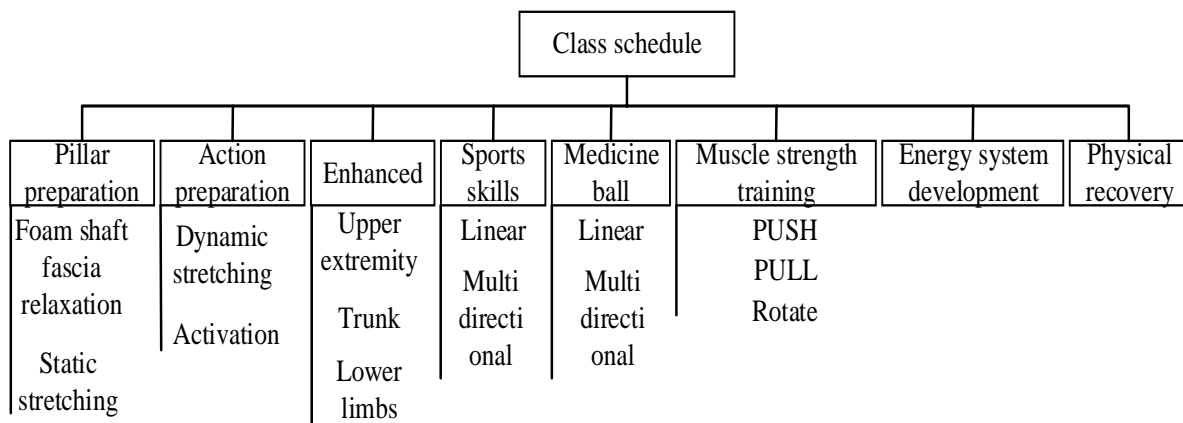 Class schedule
Pillar
preparation
Action
preparation
Enhanced
Sports
skills
Medicine
ball
Muscle strength
training
Energy system
development
Physical
recovery
Foam shaft
fascia
relaxation
Static
stretching
Dynamic
stretching
Activation
Upper
extremity
Trunk
Lower
limbs
Linear
Multi
directi
onal
Linear
Multi
directi
onal
PUSH
PULL
Rotate